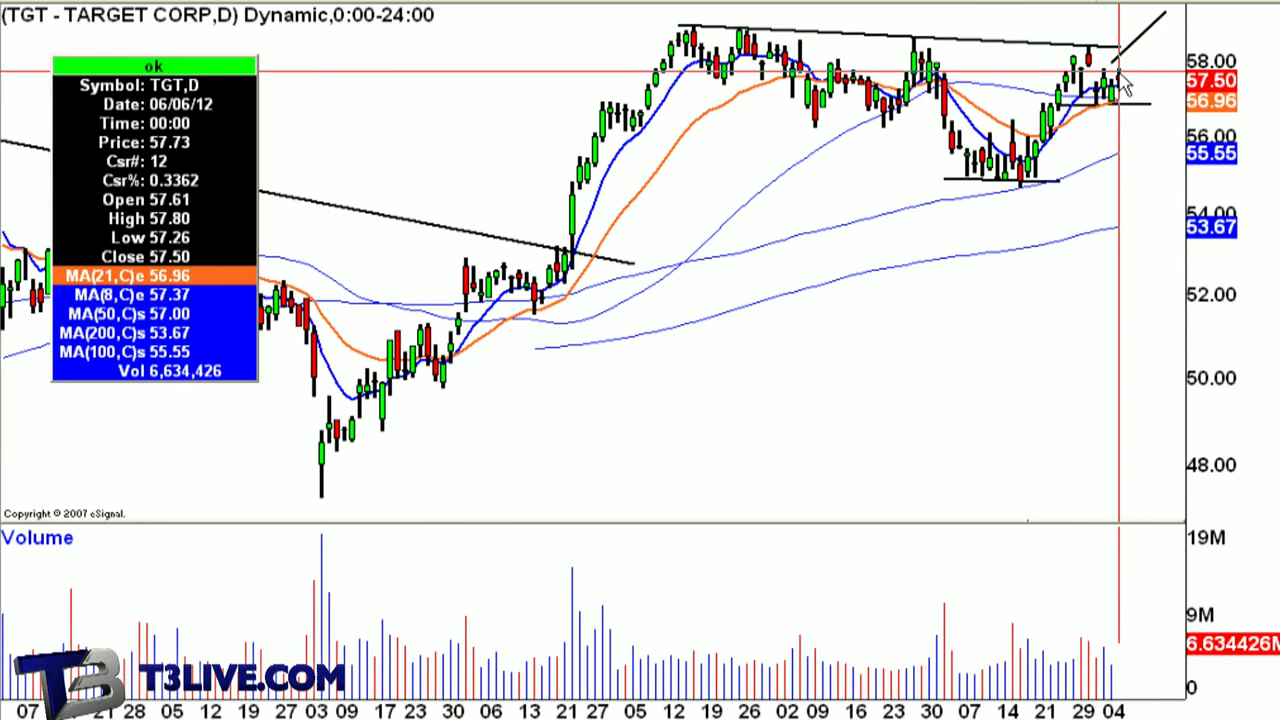 (TGT - TARGET CORP,D) Dynamic,0:00-24:00
ok
Symbol: TGT,D
Date: 06/06/12
Time: 00:00
Price: 57.73
Csr#: 12
Csr%: 0.3362
Open 57.61
High 57.80
Low 57.26
Close 57.50
MA(21,C)e 56.96
MA(8,C)e 57.37
MA(50,C)s 57.00
MA(200,C)s 53.67
MA(100,C)s 55.55
Vol 6,634,426
58.00
57.50
56.96
56.00
55.55
54.00
53.67
52.00
50.00
48.00
Copyright © 2007 eSignal.
Volume
19M
9M
6.634426M
0
T3 T3LIVE.COM
07 21 28 05 12 19 27 03 09 16 23 30 06 13 21 27 05 12 19 26 02 09 16 23 30 07 14 21 29 04